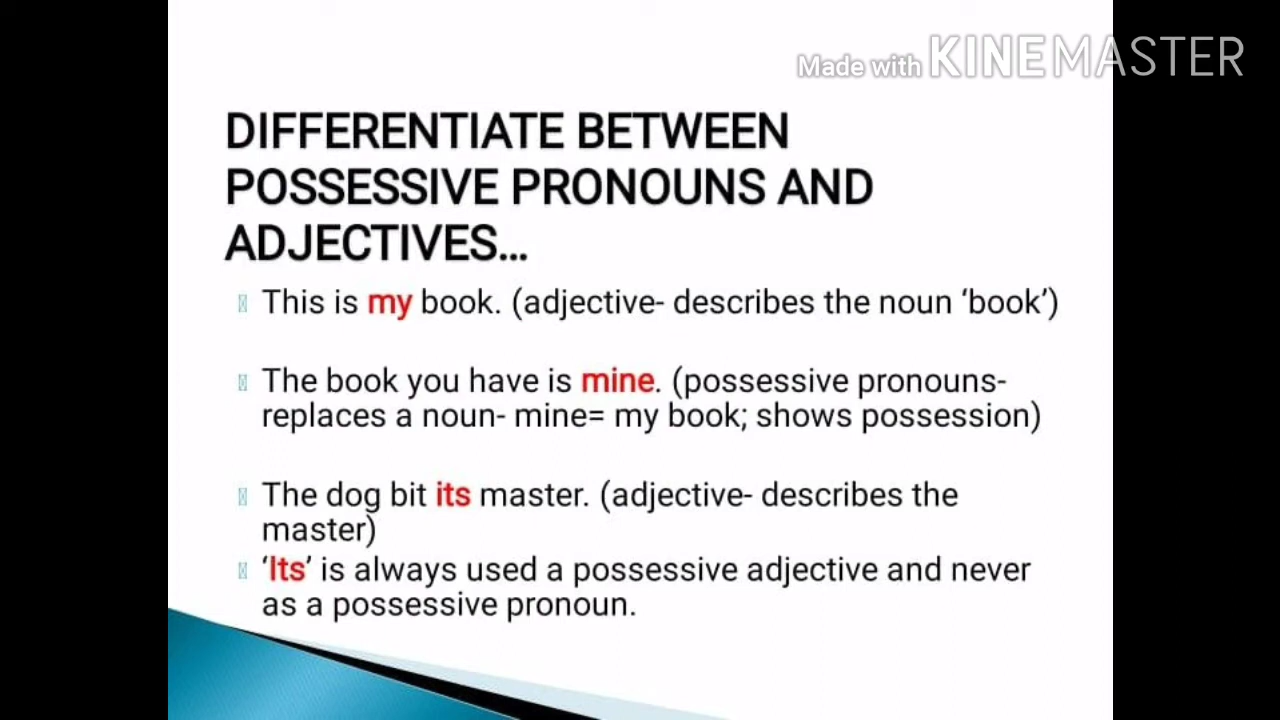 Made with KINEMASTER
DIFFERENTIATE BETWEEN
POSSESSIVE PRONOUNS AND
ADJECTIVES...
This is my book. (adjective- describes the noun ‘book’)
The book you have is mine. (possessive pronouns-
replaces a noun- mine= my book; shows possession)
The dog bit its master. (adjective- describes the
master)
‘Its’ is always used a possessive adjective and never
as a possessive pronoun.